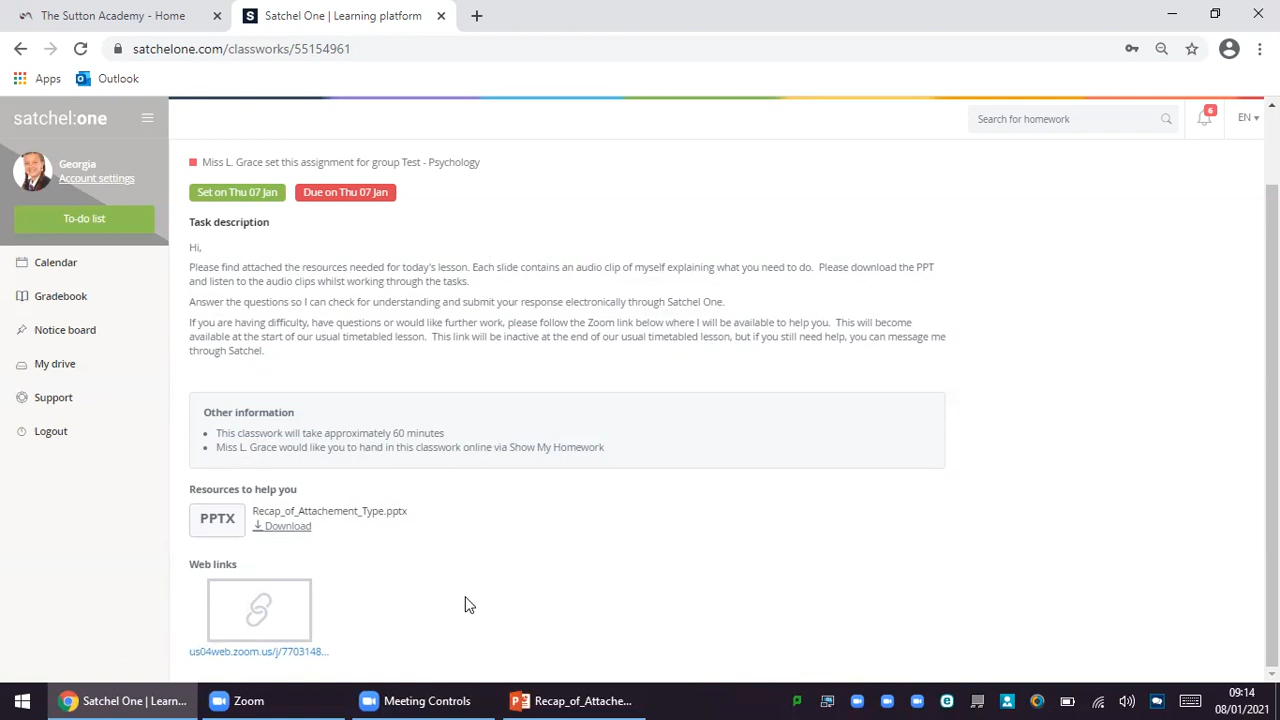 The Sutton Academy - Home
Satchel One | Learning platform
satchelone.com/classworks/55154961
Apps
Outlook
satchel:one
Search for homework
6
EN
Georgia
Account settings
To-do list
Calendar
Gradebook
Notice board
My drive
Support
Logout
Miss L. Grace set this assignment for group Test - Psychology
Set on Thu 07 Jan
Due on Thu 07 Jan
Task description
Hi,
Please find attached the resources needed for today's lesson. Each slide contains an audio clip of myself explaining what you need to do. Please download the PPT
and listen to the audio clips whilst working through the tasks.
Answer the questions so I can check for understanding and submit your response electronically through Satchel One.
If you are having difficulty, have questions or would like further work, please follow the Zoom link below where I will be available to help you. This will become
available at the start of our usual timetabled lesson. This link will be inactive at the end of our usual timetabled lesson, but if you still need help, you can message me
through Satchel.
Other information
• This classwork will take approximately 60 minutes
• Miss L. Grace would like you to hand in this classwork online via Show My Homework
Resources to help you
PPTX
Recap_of_Attachement_Type.pptx
Download
Web links
us04web.zoom.us/j/7703148...
Satchel One | Learn...
Zoom
Meeting Controls
Recap_of_Attache...
09:14
08/01/2021